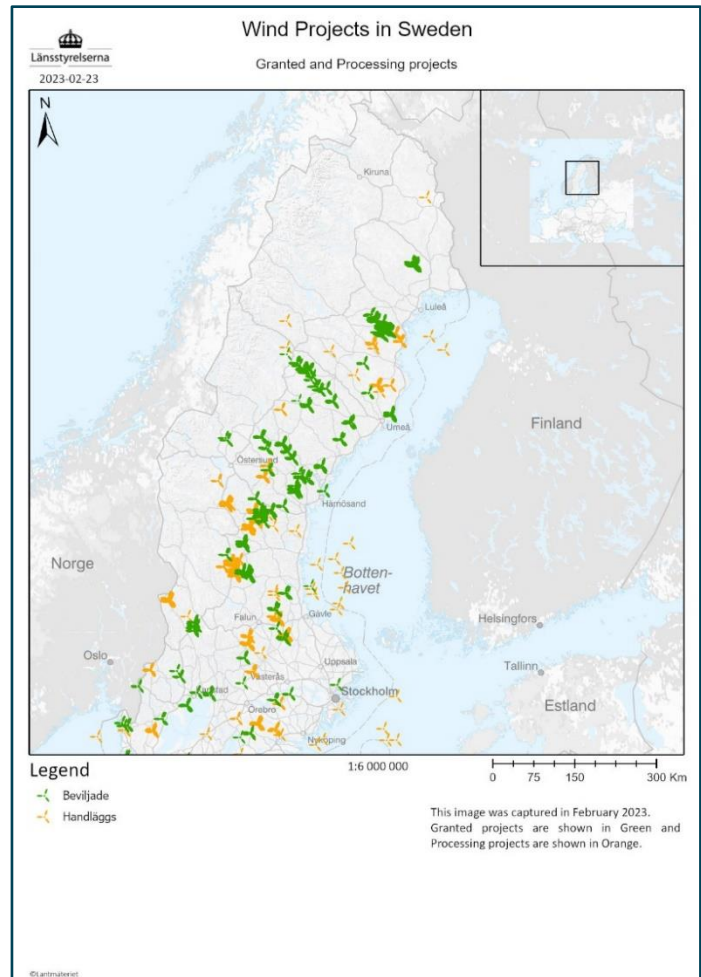 Wind Projects in Sweden
Granted and Processing projects
Länsstyrelserna
2023-02-23
N
Kiruna
Luleå
Umeå
Finland
Östersund
Härnösand
Norge
Botten-
havet
Falun
Gävle
Helsingfors
Oslo
Uppsala
Tallinn
Västerås
Karlstad
Stockholm
Estland
Örebro
Nyköping
Legend
1:6 000 000
0 75 150 300 Km
Beviljade
Handläggs
This image was captured in February 2023.
Granted projects are shown in Green and
Processing projects are shown in Orange.
©Lantmäteriet